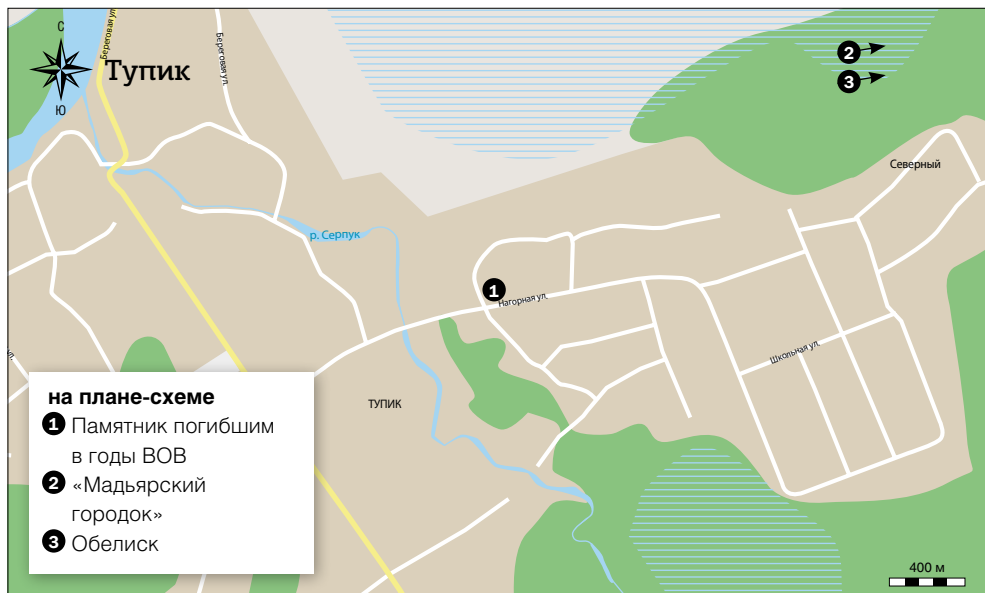 С
Ю
Тупик
Береговая ул.
Береговая ул.
2
3
Северный
р. Серпук
1
Нагорная ул.
Школьная ул.
ул.
ТУПИК
на плане-схеме
1 Памятник погибшим
в годы ВОВ
2 «Мадьярский
городок»
3 Обелиск
400 м